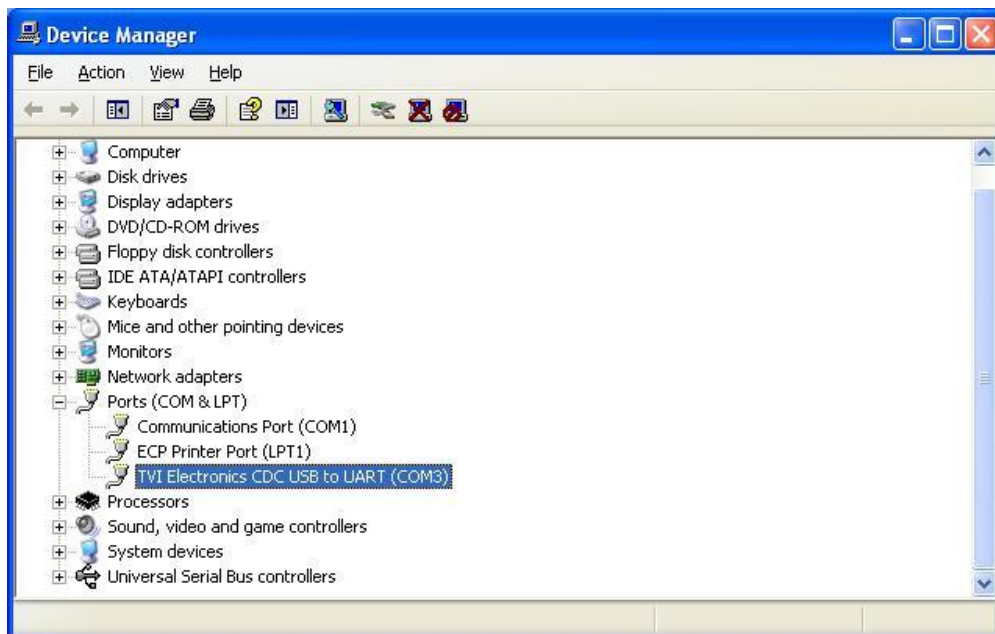 Device Manager
File Action View Help
Computer
Disk drives
Display adapters
DVD/CD-ROM drives
Floppy disk controllers
IDE ATA/ATAPI controllers
Keyboards
Mice and other pointing devices
Monitors
Network adapters
Ports (COM & LPT)
Communications Port (COM1)
ECP Printer Port (LPT1)
TVI Electronics CDC USB to UART (COM3)
Processors
Sound, video and game controllers
System devices
Universal Serial Bus controllers